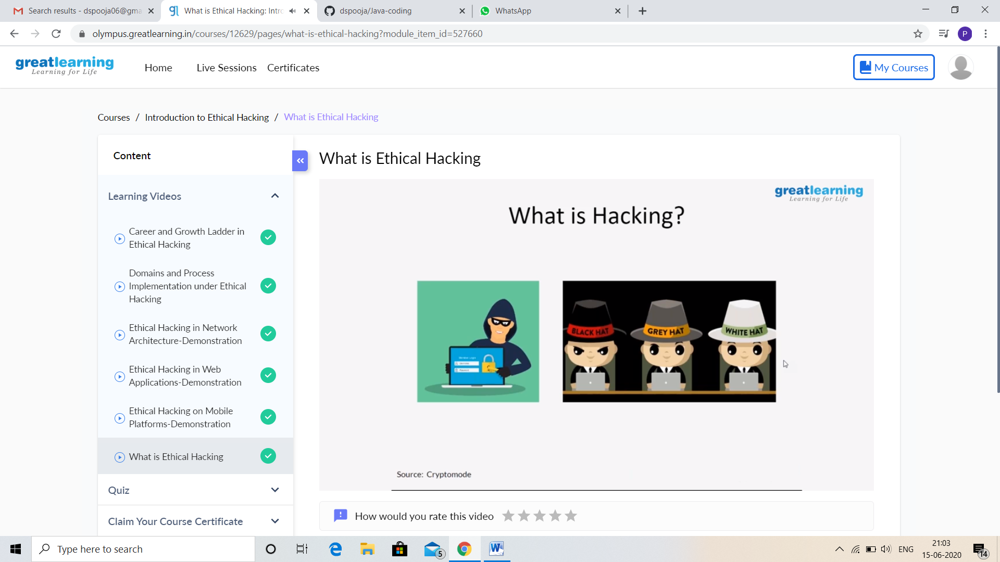 Search results - dspooja06@gma
What is Ethical Hacking: Intro
dspooja/Java-coding
WhatsApp
olympus.greatlearning.in/courses/12629/pages/what-is-ethical-hacking?module_item_id=527660
P
greatlearning
Learning for Life
Home
Live Sessions
Certificates
My Courses
Courses / Introduction to Ethical Hacking / What is Ethical Hacking
Content
Learning Videos
Career and Growth Ladder in
Ethical Hacking
Domains and Process
Implementation under Ethical
Hacking
Ethical Hacking in Network
Architecture-Demonstration
Ethical Hacking in Web
Applications-Demonstration
Ethical Hacking on Mobile
Platforms-Demonstration
What is Ethical Hacking
Quiz
Claim Your Course Certificate
What is Ethical Hacking
greatlearning
Learning for Life
What is Hacking?
BLACK HAT
GREY HAT
WHITE HAT
Source: Cryptomode
How would you rate this video
Type here to search
5
ENG
21:03
15-06-2020
14